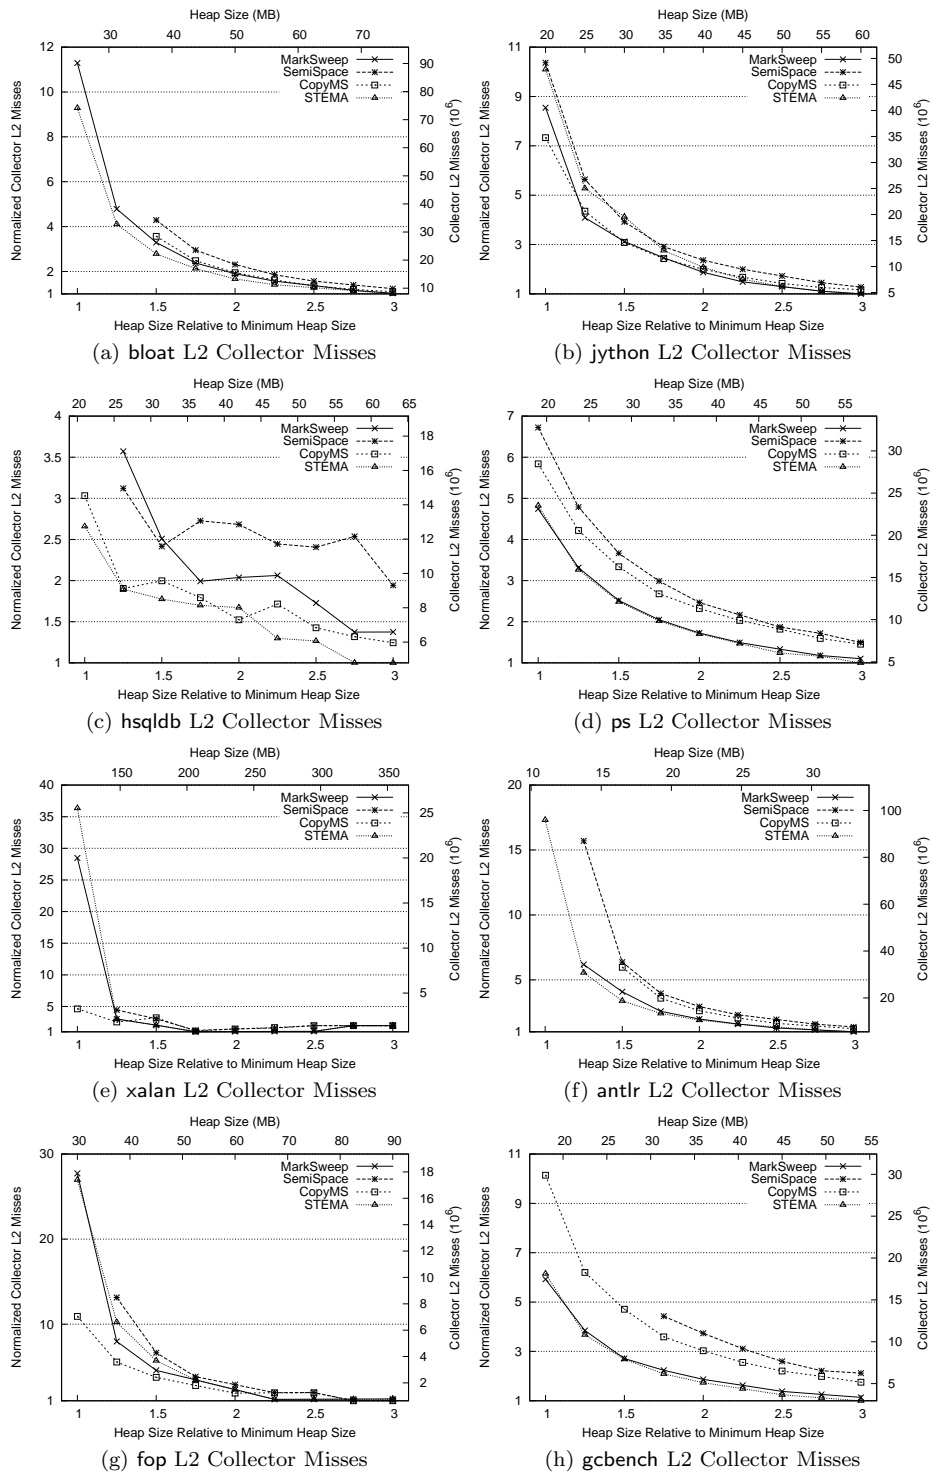 Heap Size (MB)
30 40 50 60 70
12
10
8
6
4
2
1
90
80
70
60
50
40
30
20
10
Normalized Collector L2 Misses
Collector L2 Misses (10^6)
MarkSweep
SemiSpace
CopyMS
STEMA
1 1.5 2 2.5 3
Heap Size Relative to Minimum Heap Size
(a) bloat L2 Collector Misses
Heap Size (MB)
20 25 30 35 40 45 50 55 60
11
9
7
5
3
1
50
45
40
35
30
25
20
15
10
5
Normalized Collector L2 Misses
Collector L2 Misses (10^6)
MarkSweep
SemiSpace
CopyMS
STEMA
1 1.5 2 2.5 3
Heap Size Relative to Minimum Heap Size
(b) jython L2 Collector Misses
Heap Size (MB)
20 25 30 35 40 45 50 55 60 65
4
3.5
3
2.5
2
1.5
1
18
16
14
12
10
8
6
Normalized Collector L2 Misses
Collector L2 Misses (10^6)
MarkSweep
SemiSpace
CopyMS
STEMA
1 1.5 2 2.5 3
Heap Size Relative to Minimum Heap Size
(c) hsqldb L2 Collector Misses
Heap Size (MB)
20 25 30 35 40 45 50 55
7
6
5
4
3
2
1
30
25
20
15
10
5
Normalized Collector L2 Misses
Collector L2 Misses (10^6)
MarkSweep
SemiSpace
CopyMS
STEMA
1 1.5 2 2.5 3
Heap Size Relative to Minimum Heap Size
(d) ps L2 Collector Misses
Heap Size (MB)
150 200 250 300 350
40
35
30
25
20
15
10
5
1
25
20
15
10
5
Normalized Collector L2 Misses
Collector L2 Misses (10^6)
MarkSweep
SemiSpace
CopyMS
STEMA
1 1.5 2 2.5 3
Heap Size Relative to Minimum Heap Size
(e) xalan L2 Collector Misses
Heap Size (MB)
10 15 20 25 30
20
15
10
5
1
100
80
60
40
20
Normalized Collector L2 Misses
Collector L2 Misses (10^6)
MarkSweep
SemiSpace
CopyMS
STEMA
1 1.5 2 2.5 3
Heap Size Relative to Minimum Heap Size
(f) antlr L2 Collector Misses
Heap Size (MB)
30 40 50 60 70 80 90
30
20
10
1
18
16
14
12
10
8
6
4
2
Normalized Collector L2 Misses
Collector L2 Misses (10^6)
MarkSweep
SemiSpace
CopyMS
STEMA
1 1.5 2 2.5 3
Heap Size Relative to Minimum Heap Size
(g) fop L2 Collector Misses
Heap Size (MB)
20 25 30 35 40 45 50 55
11
9
7
5
3
1
30
25
20
15
10
5
Normalized Collector L2 Misses
Collector L2 Misses (10^6)
MarkSweep
SemiSpace
CopyMS
STEMA
1 1.5 2 2.5 3
Heap Size Relative to Minimum Heap Size
(h) gcbench L2 Collector Misses